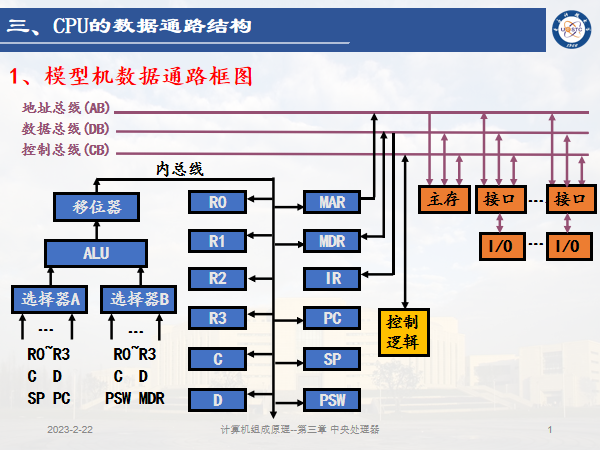 三、CPU的数据通路结构
1、模型机数据通路框图
地址总线(AB)
数据总线(DB)
控制总线(CB)
内总线
移位器
ALU
选择器A
选择器B
...
...
R0~R3
C D
SP PC
R0~R3
C D
PSW MDR
R0
R1
R2
R3
C
D
MAR
MDR
IR
PC
SP
PSW
控制
逻辑
主存
接口
---
接口
I/O
---
I/O
2023-2-22
计算机组成原理--第三章 中央处理器
1